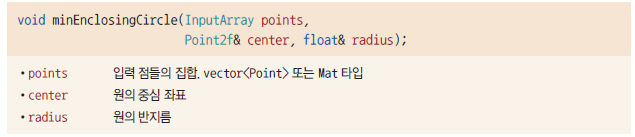 void minEnclosingCircle(InputArray points,
Point2f& center, float& radius);
• points 입력 점들의 집합. vector<Point> 또는 Mat 타입
• center 원의 중심 좌표
• radius 원의 반지름